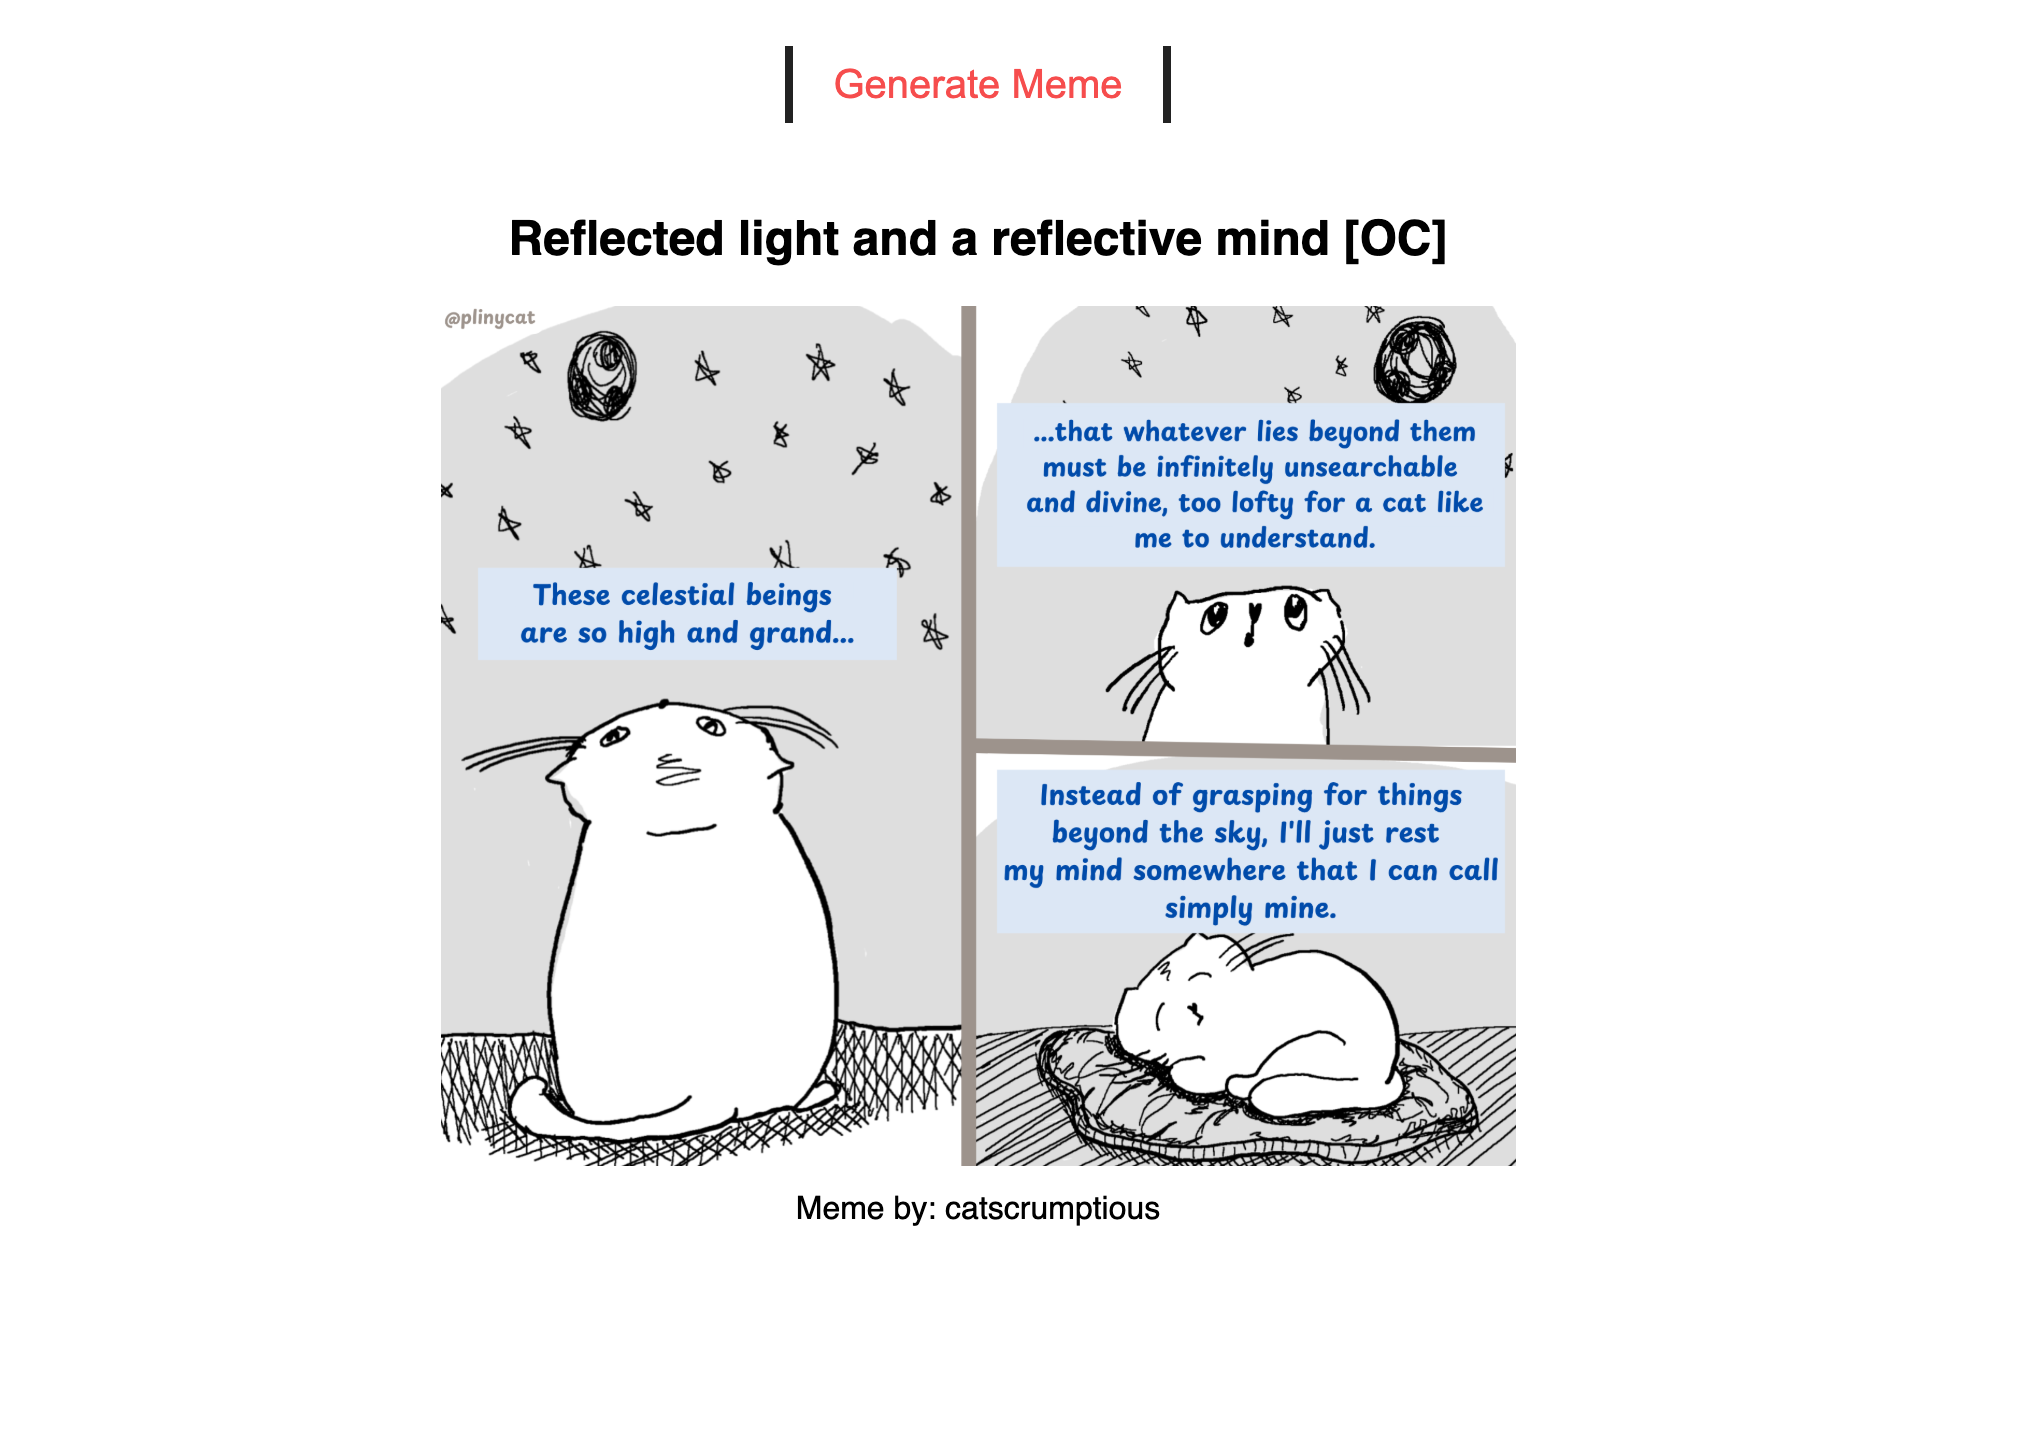 Generate Meme
Reflected light and a reflective mind [OC]
@plinycat
These celestial beings
are so high and grand...
...that whatever lies beyond them
must be infinitely unsearchable
and divine, too lofty for a cat like
me to understand.
Instead of grasping for things
beyond the sky, I'll just rest
my mind somewhere that I can call
simply mine.
Meme by: catscrumptious